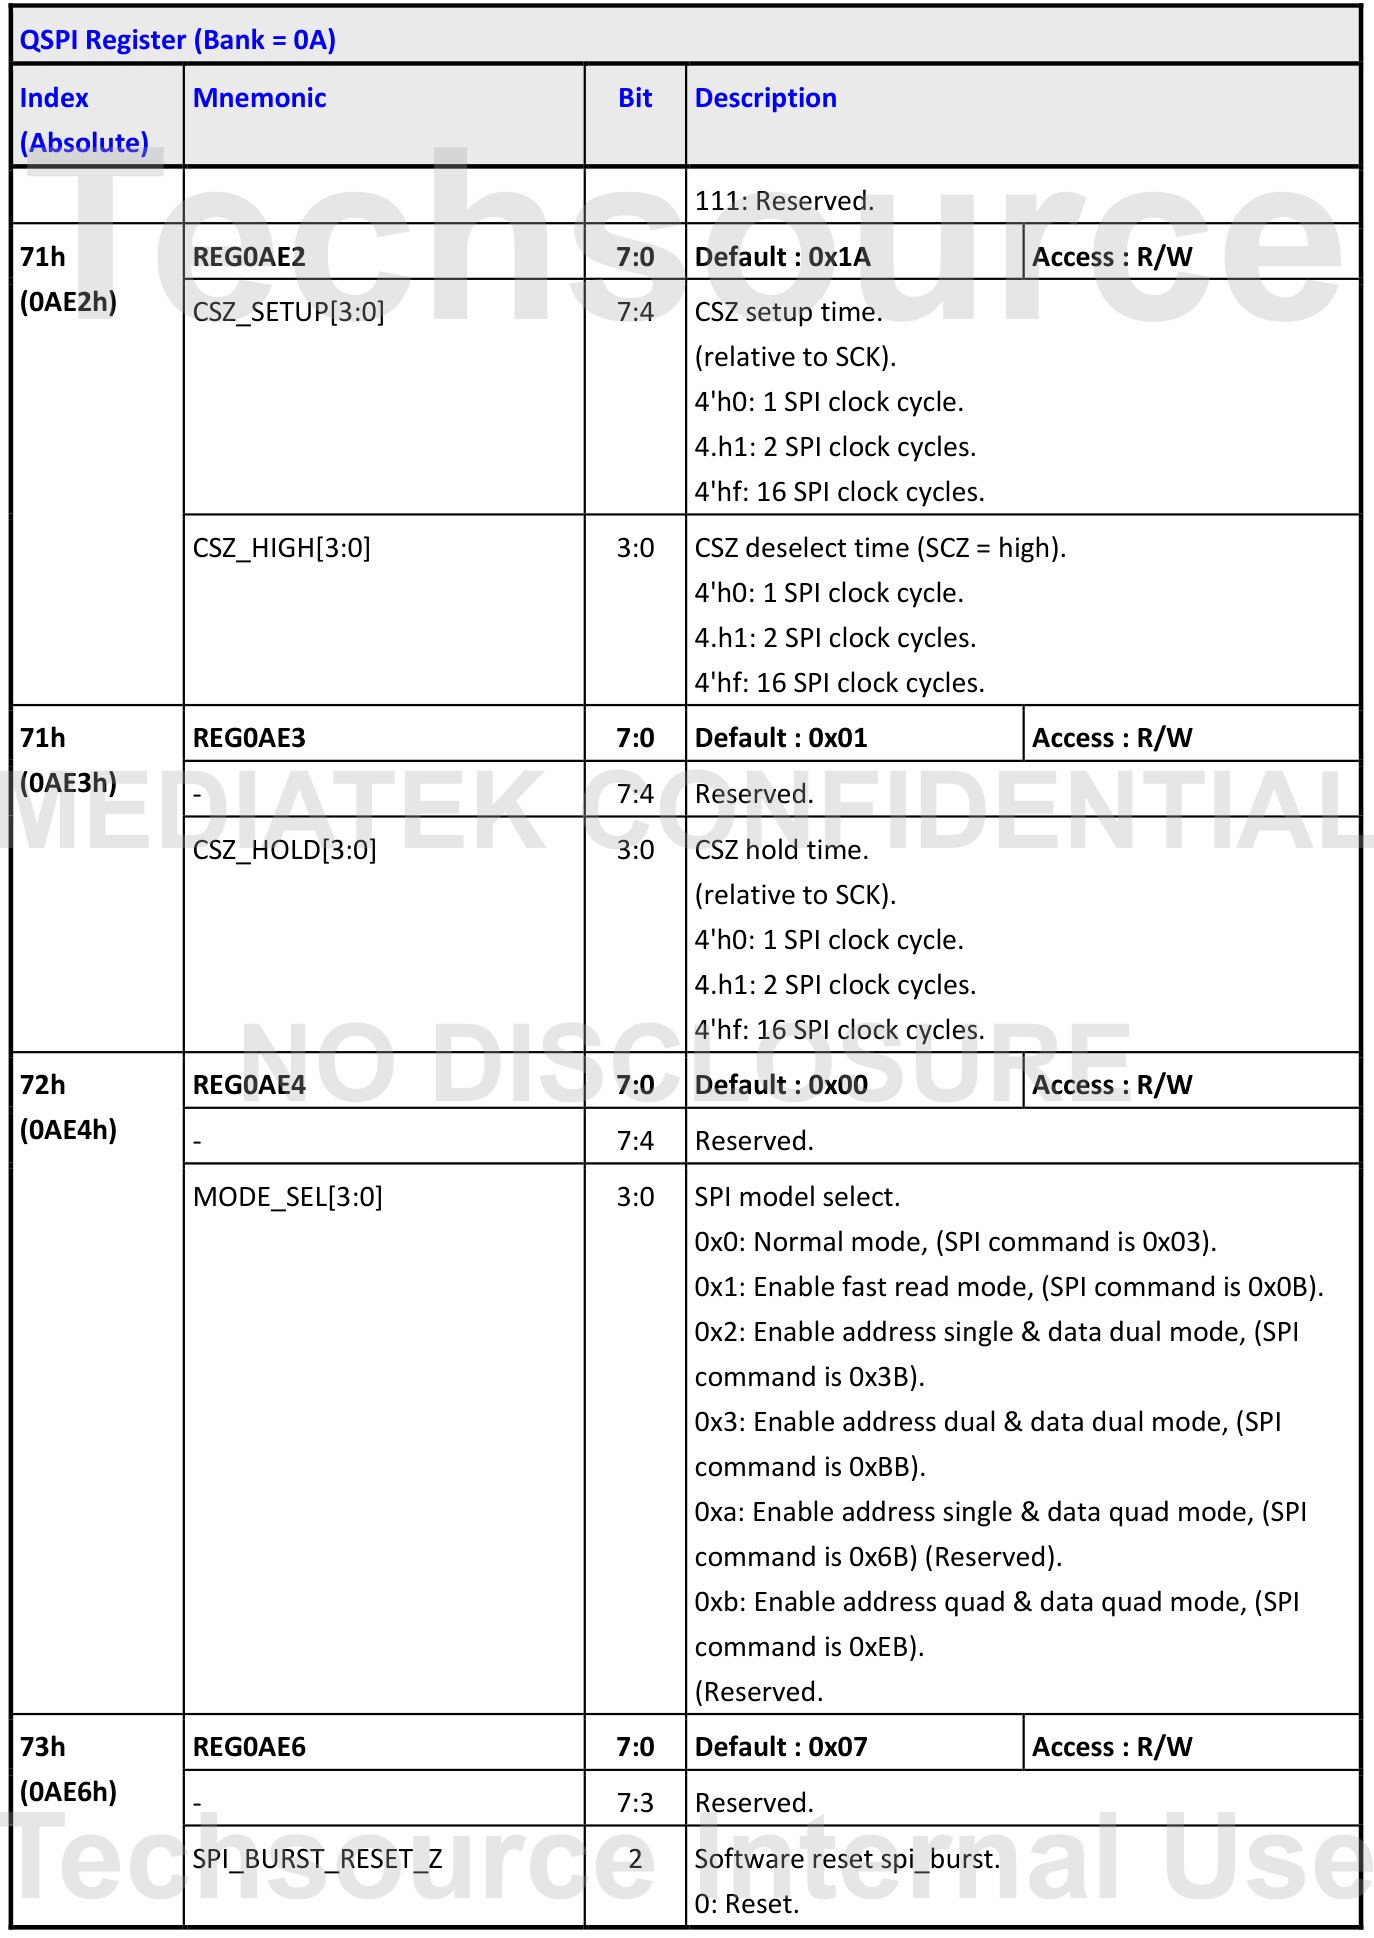 QSPI Register (Bank = 0A)
Index (Absolute) Mnemonic Bit Description
111: Reserved.
71h (0AE2h) REG0AE2 7:0 Default : 0x1A Access : R/W
CSZ_SETUP[3:0] 7:4 CSZ setup time.
(relative to SCK).
4'h0: 1 SPI clock cycle.
4.h1: 2 SPI clock cycles.
4'hf: 16 SPI clock cycles.
CSZ_HIGH[3:0] 3:0 CSZ deselect time (SCZ = high).
4'h0: 1 SPI clock cycle.
4.h1: 2 SPI clock cycles.
4'hf: 16 SPI clock cycles.
71h (0AE3h) REG0AE3 7:0 Default : 0x01 Access : R/W
- 7:4 Reserved.
CSZ_HOLD[3:0] 3:0 CSZ hold time.
(relative to SCK).
4'h0: 1 SPI clock cycle.
4.h1: 2 SPI clock cycles.
4'hf: 16 SPI clock cycles.
72h (0AE4h) REG0AE4 7:0 Default : 0x00 Access : R/W
- 7:4 Reserved.
MODE_SEL[3:0] 3:0 SPI model select.
0x0: Normal mode, (SPI command is 0x03).
0x1: Enable fast read mode, (SPI command is 0x0B).
0x2: Enable address single & data dual mode, (SPI
command is 0x3B).
0x3: Enable address dual & data dual mode, (SPI
command is 0xBB).
0xa: Enable address single & data quad mode, (SPI
command is 0x6B) (Reserved).
0xb: Enable address quad & data quad mode, (SPI
command is 0xEB).
(Reserved.
73h (0AE6h) REG0AE6 7:0 Default : 0x07 Access : R/W
- 7:3 Reserved.
SPI_BURST_RESET_Z 2 Software reset spi_burst.
0: Reset.
Techsource
MEDIATEK CONFIDENTIAL
NO DISCLOSURE
Techsource Internal Use